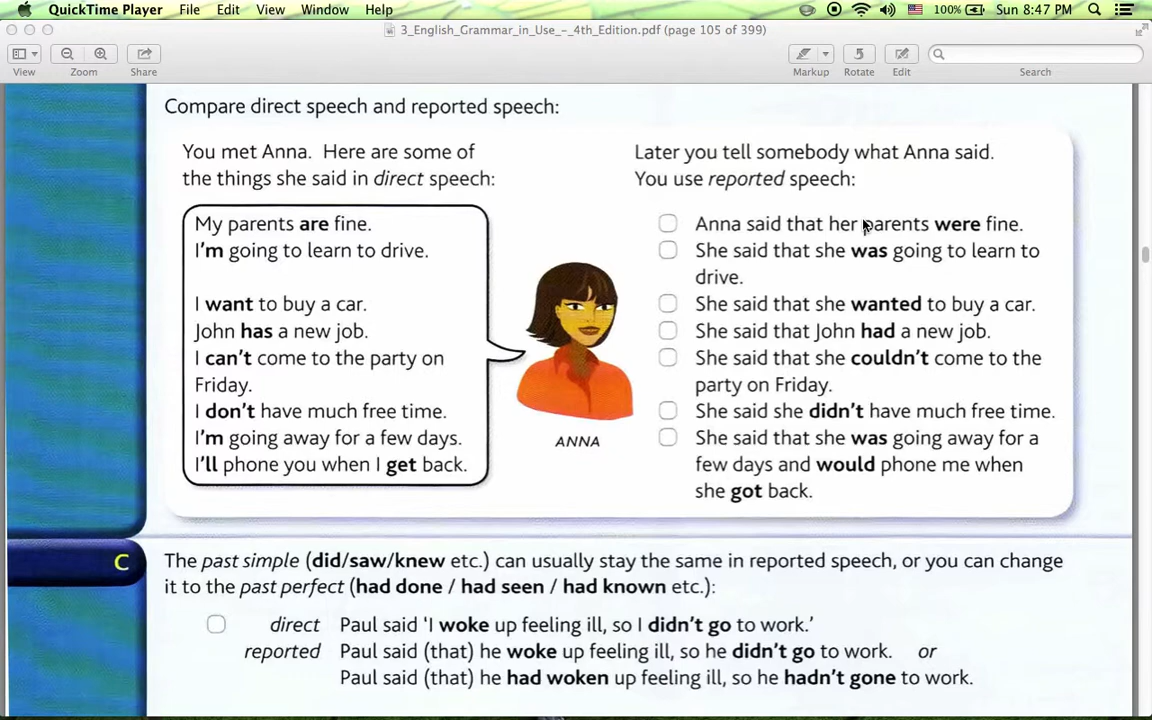 QuickTime Player File Edit View Window Help 100% Sun 8:47 PM
3_English_Grammar_in_Use_-_4th_Edition.pdf (page 105 of 399)
View Zoom Share Markup Rotate Edit Search
Compare direct speech and reported speech:
You met Anna. Here are some of
the things she said in direct speech:
My parents are fine.
I'm going to learn to drive.
I want to buy a car.
John has a new job.
I can't come to the party on
Friday.
I don't have much free time.
I'm going away for a few days.
I'll phone you when I get back.
ANNA
Later you tell somebody what Anna said.
You use reported speech:
Anna said that her parents were fine.
She said that she was going to learn to
drive.
She said that she wanted to buy a car.
She said that John had a new job.
She said that she couldn't come to the
party on Friday.
She said she didn't have much free time.
She said that she was going away for a
few days and would phone me when
she got back.
C
The past simple (did/saw/knew etc.) can usually stay the same in reported speech, or you can change
it to the past perfect (had done / had seen / had known etc.):
direct Paul said 'I woke up feeling ill, so I didn't go to work.'
reported Paul said (that) he woke up feeling ill, so he didn't go to work. or
Paul said (that) he had woken up feeling ill, so he hadn't gone to work.